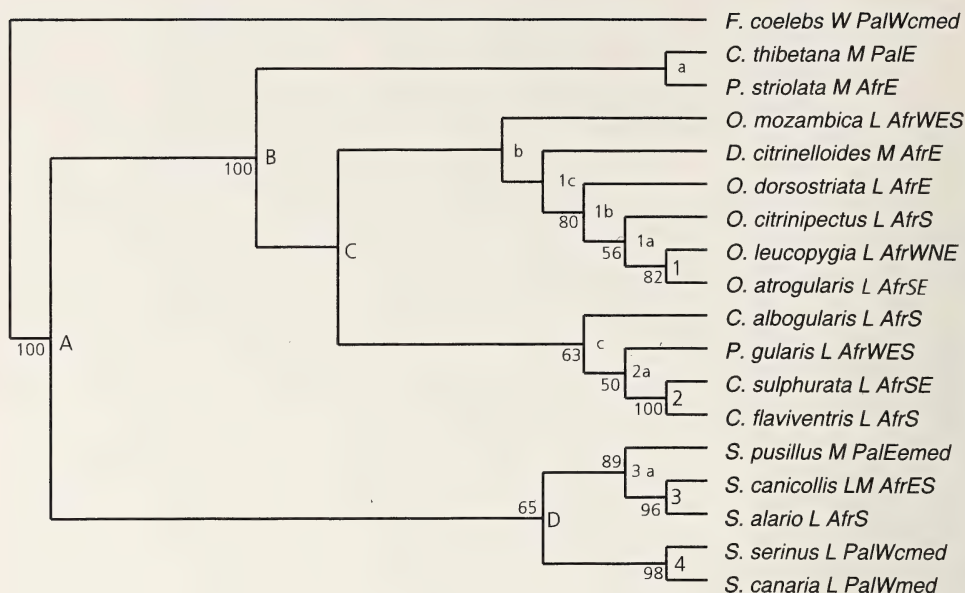 F. coelebs W PalWcmed
C. thibetana M PalE
a
P. striolata M AfrE
O. mozambica L AfrWES
b
D. citrinelloides M AfrE
B
100
1c
O. dorsostriata L AfrE
1b
80
O. citrinipectus L AfrS
1a
56
O. leucopygia L AfrWNE
C
1
82
O. atrogularis L AfrSE
C. albogularis L AfrS
A
100
c
63
P. gularis L AfrWES
2a
50
C. sulphurata L AfrSE
2
100
C. flaviventris L AfrS
S. pusillus M PalEemed
89
3 a
S. canicollis LM AfrES
3
96
65
D
S. alario L AfrS
S. serinus L PalWcmed
4
98
S. canaria L PalWmed